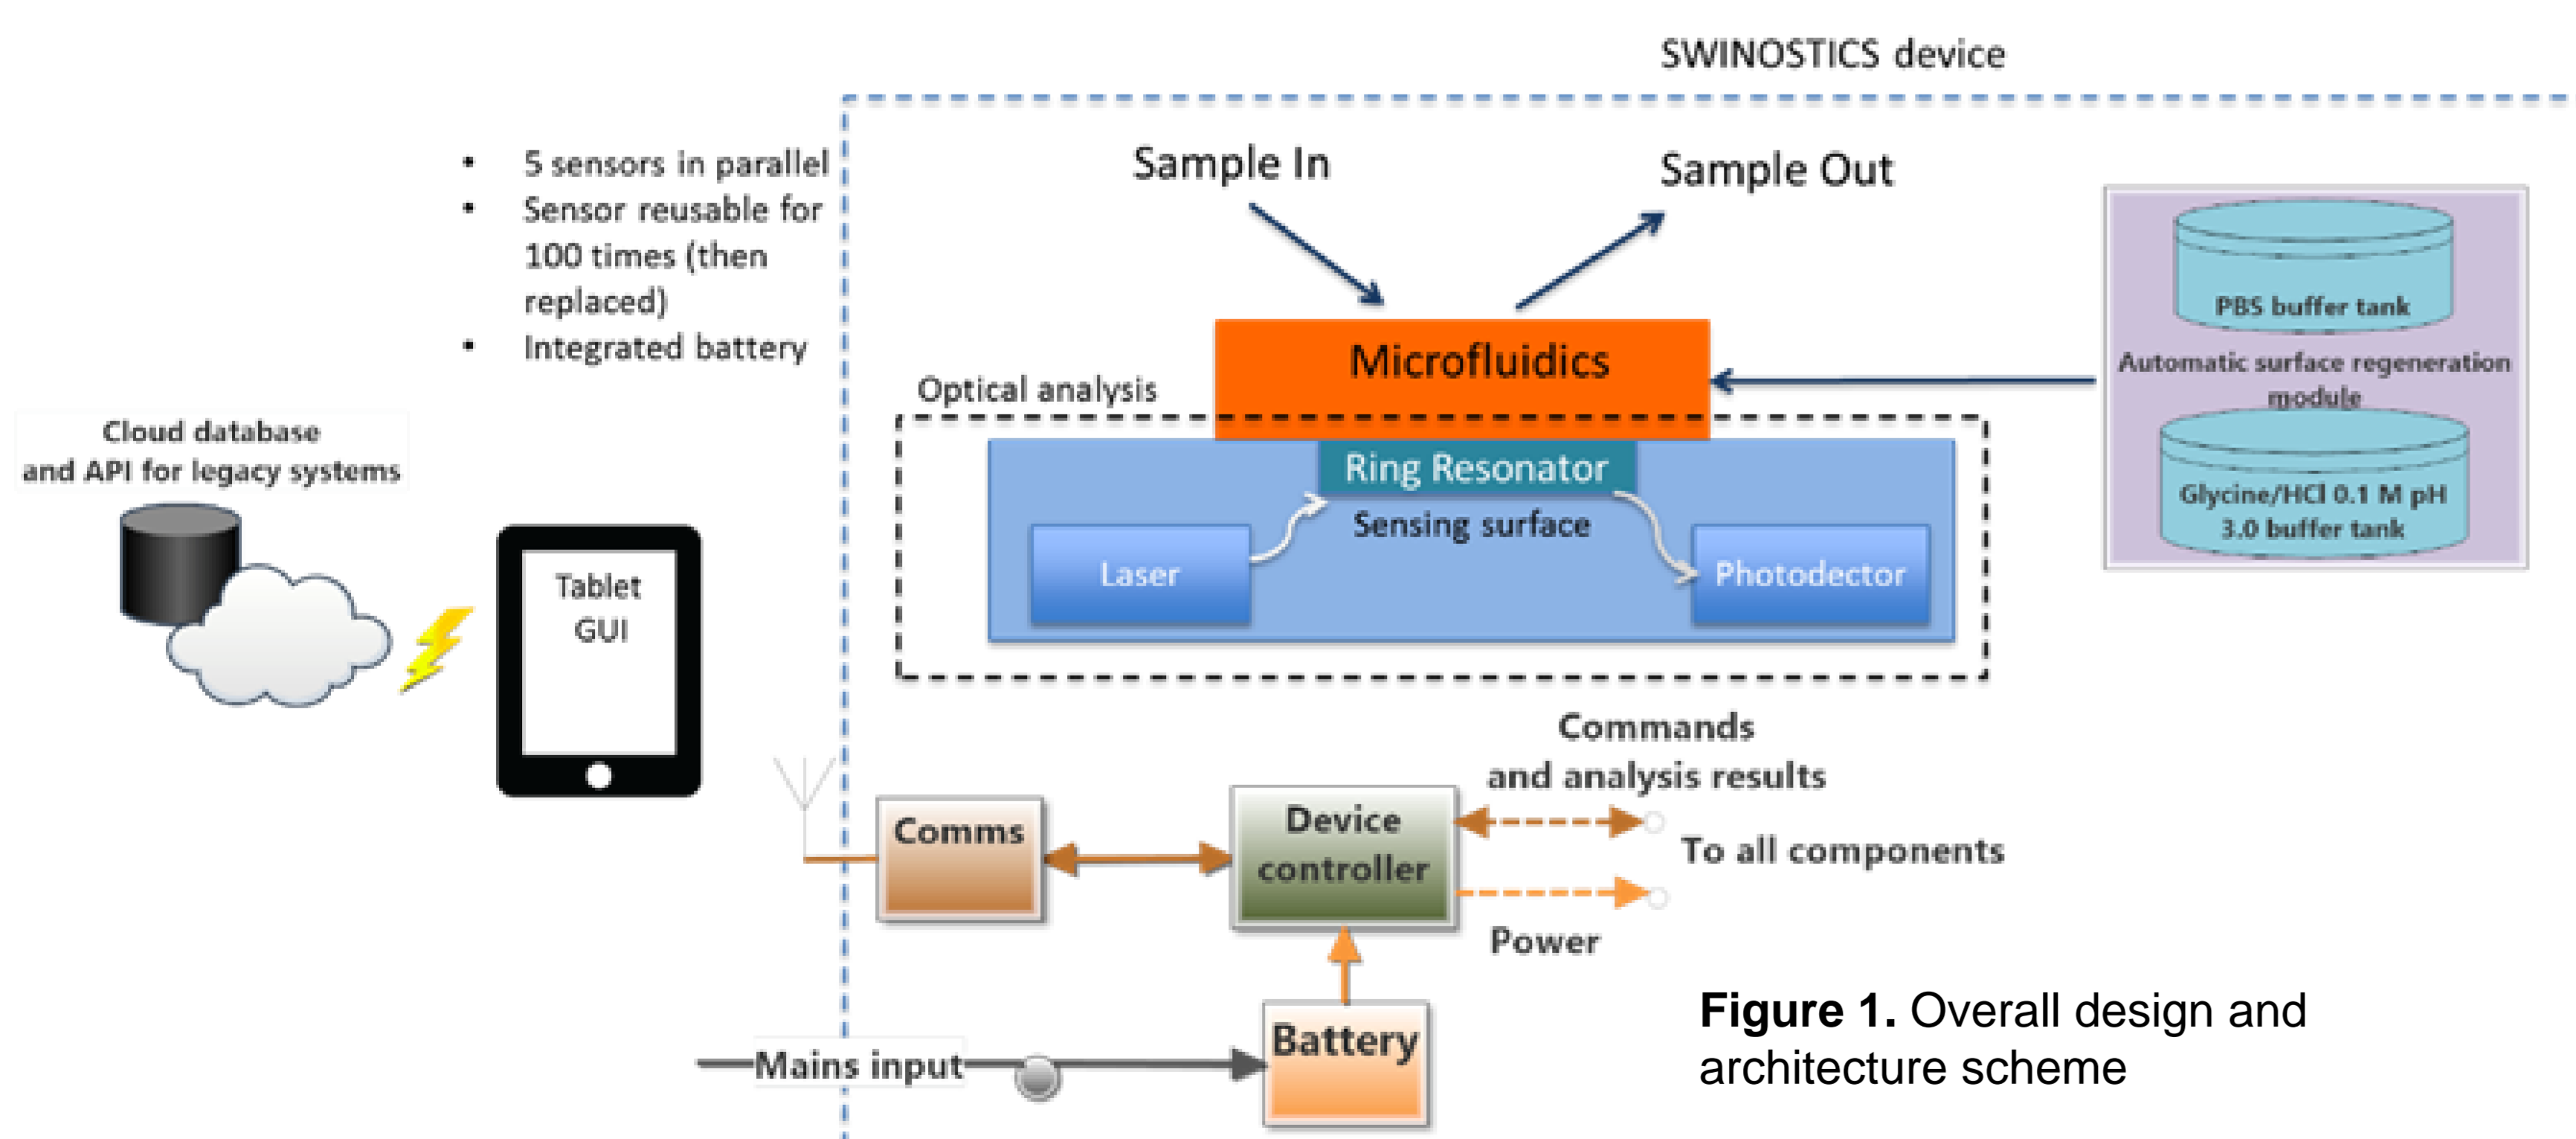 SWINOSTICS device
• 5 sensors in parallel
• Sensor reusable for
100 times (then
replaced)
• Integrated battery
Sample In
Sample Out
PBS buffer tank
Automatic surface regeneration
module
Glycine/HCl 0.1 M pH
3.0 buffer tank
Microfluidics
Optical analysis
Ring Resonator
Sensing surface
Laser
Photodector
Cloud database
and API for legacy systems
Tablet
GUI
Commands
and analysis results
Comms
Device
controller
To all components
Power
Battery
Mains input
Figure 1. Overall design and
architecture scheme